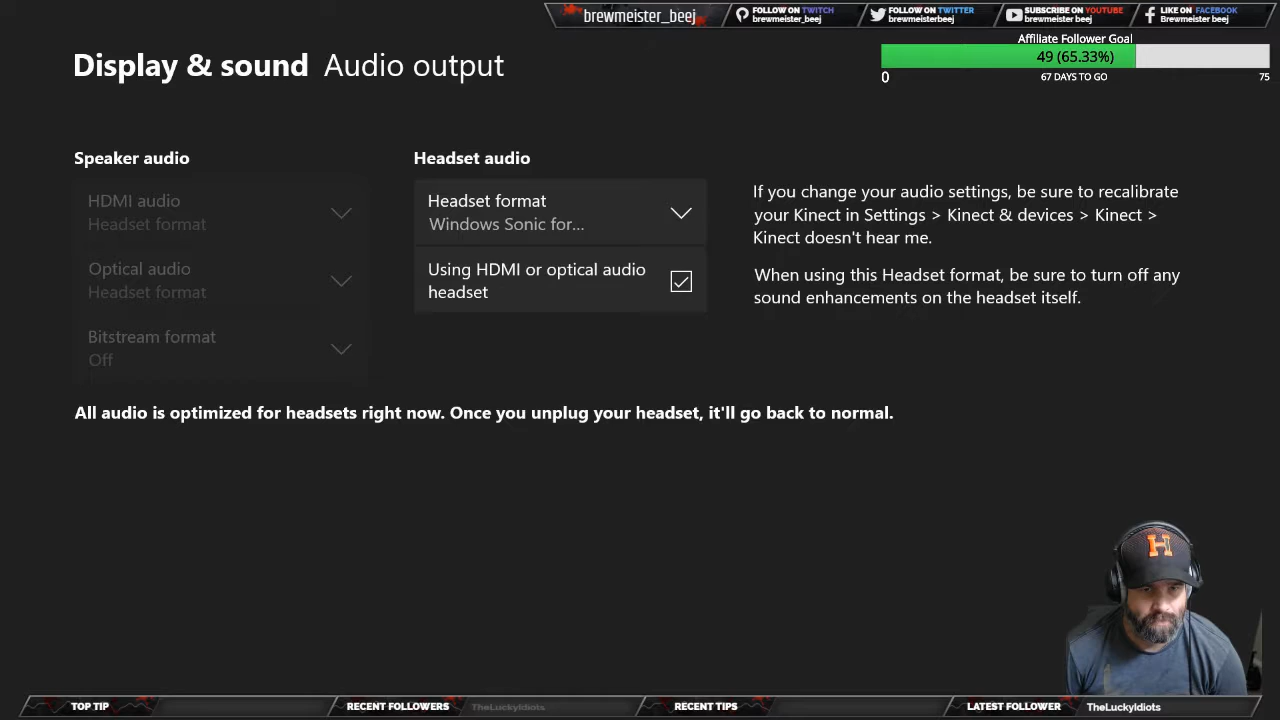 brewmeister_beej
FOLLOW ON TWITCH
brewmeister_beej
FOLLOW ON TWITTER
brewmeisterbeej
SUBSCRIBE ON YOUTUBE
brewmeister beej
LIKE ON FACEBOOK
Brewmeister beej
Affiliate Follower Goal
49 (65.33%)
0
67 DAYS TO GO
75
Display & sound Audio output
Speaker audio
HDMI audio
Headset format
Optical audio
Headset format
Bitstream format
Off
Headset audio
Headset format
Windows Sonic for...
Using HDMI or optical audio
headset
If you change your audio settings, be sure to recalibrate
your Kinect in Settings > Kinect & devices > Kinect >
Kinect doesn't hear me.
When using this Headset format, be sure to turn off any
sound enhancements on the headset itself.
All audio is optimized for headsets right now. Once you unplug your headset, it'll go back to normal.
H
TOP TIP
RECENT FOLLOWERS
TheLuckyIdiots
RECENT TIPS
LATEST FOLLOWER
TheLuckyIdiots